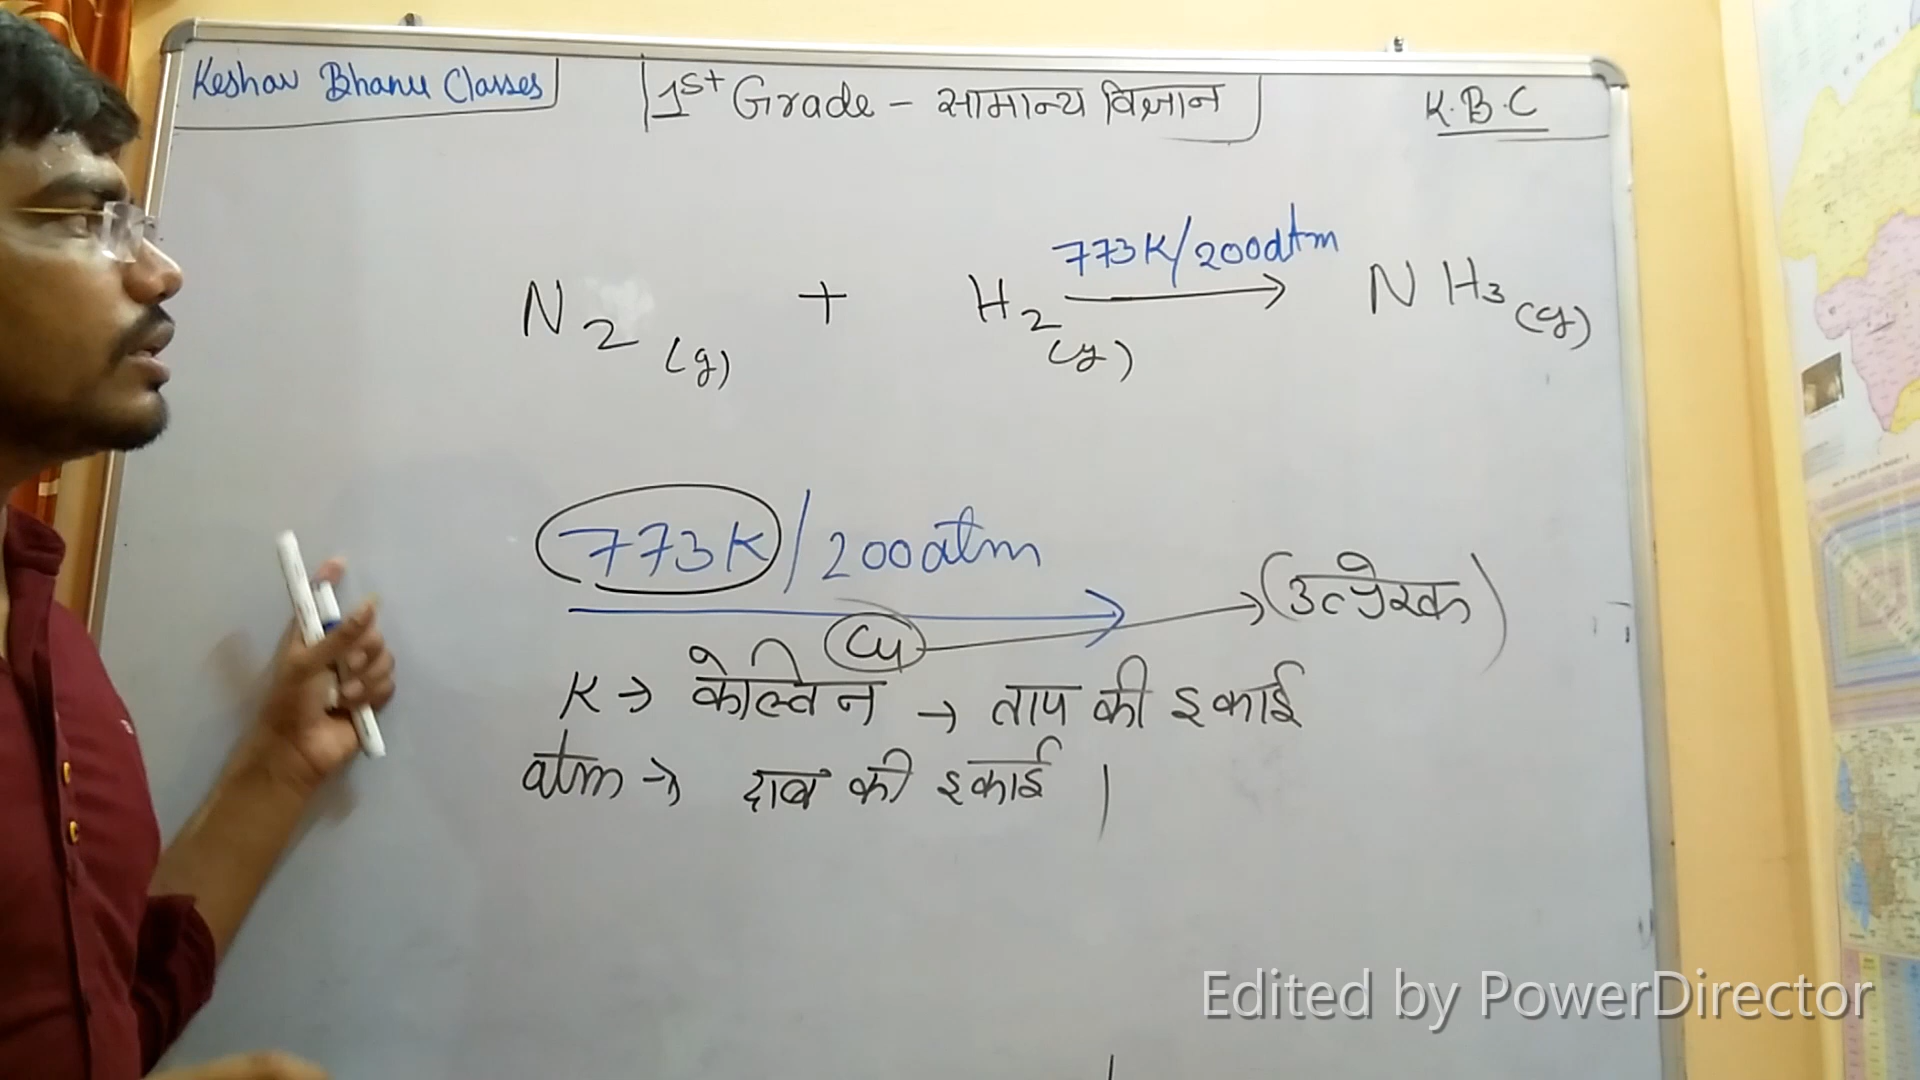 Keshav Bhanu Classes
1st Grade - सामान्य विज्ञान
K.B.C
773K/200atm
N2(g) + H2(g) → NH3(g)
773K/200atm
Cu → (उत्प्रेरक)
K → केल्विन → ताप की इकाई
atm → दाब की इकाई |
Edited by PowerDirector